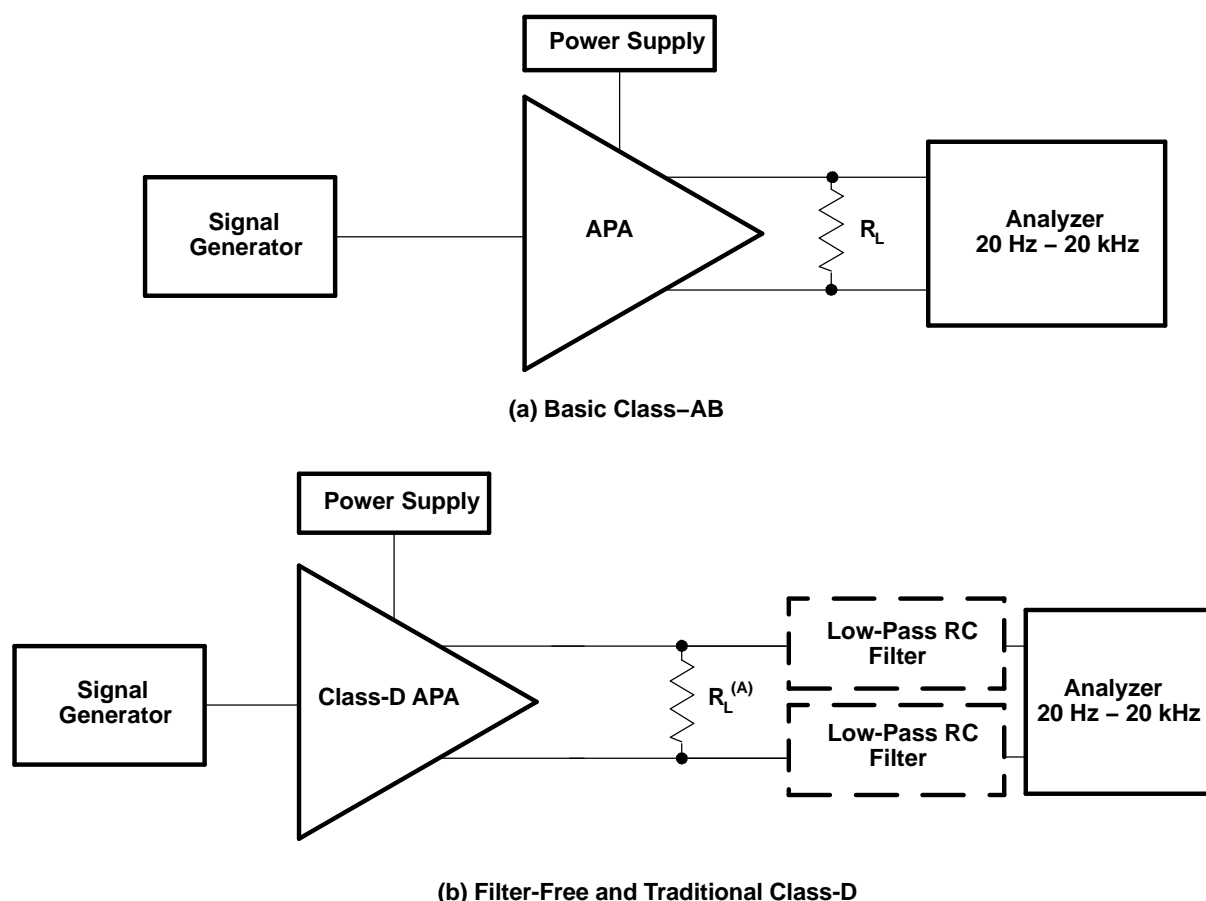 Power Supply
Signal
Generator
APA
R_L
Analyzer
20 Hz – 20 kHz
(a) Basic Class–AB
Power Supply
Signal
Generator
Class-D APA
R_L^(A)
Low-Pass RC
Filter
Low-Pass RC
Filter
Analyzer
20 Hz – 20 kHz
(b) Filter-Free and Traditional Class-D